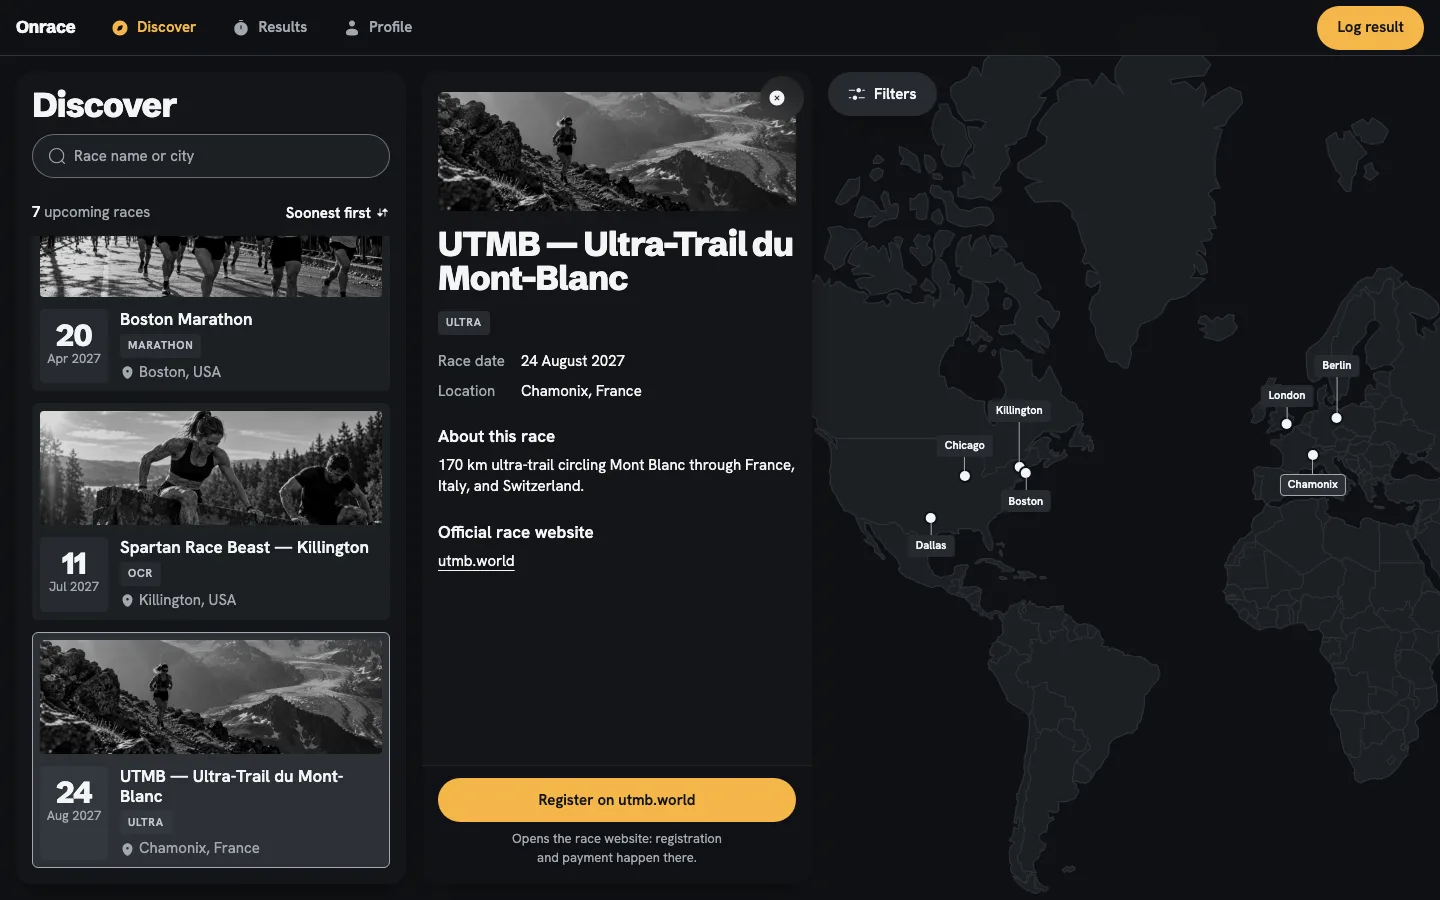 Onrace
Discover
Results
Profile
Log result
Discover
Race name or city
7 upcoming races
Soonest first
20
Apr 2027
Boston Marathon
MARATHON
Boston, USA
11
Jul 2027
Spartan Race Beast — Killington
OCR
Killington, USA
24
Aug 2027
UTMB — Ultra-Trail du Mont-
Blanc
ULTRA
Chamonix, France
UTMB — Ultra-Trail du
Mont-Blanc
ULTRA
Race date 24 August 2027
Location Chamonix, France
About this race
170 km ultra-trail circling Mont Blanc through France,
Italy, and Switzerland.
Official race website
utmb.world
Register on utmb.world
Opens the race website: registration
and payment happen there.
Filters
Berlin
London
Killington
Chicago
Chamonix
Boston
Dallas